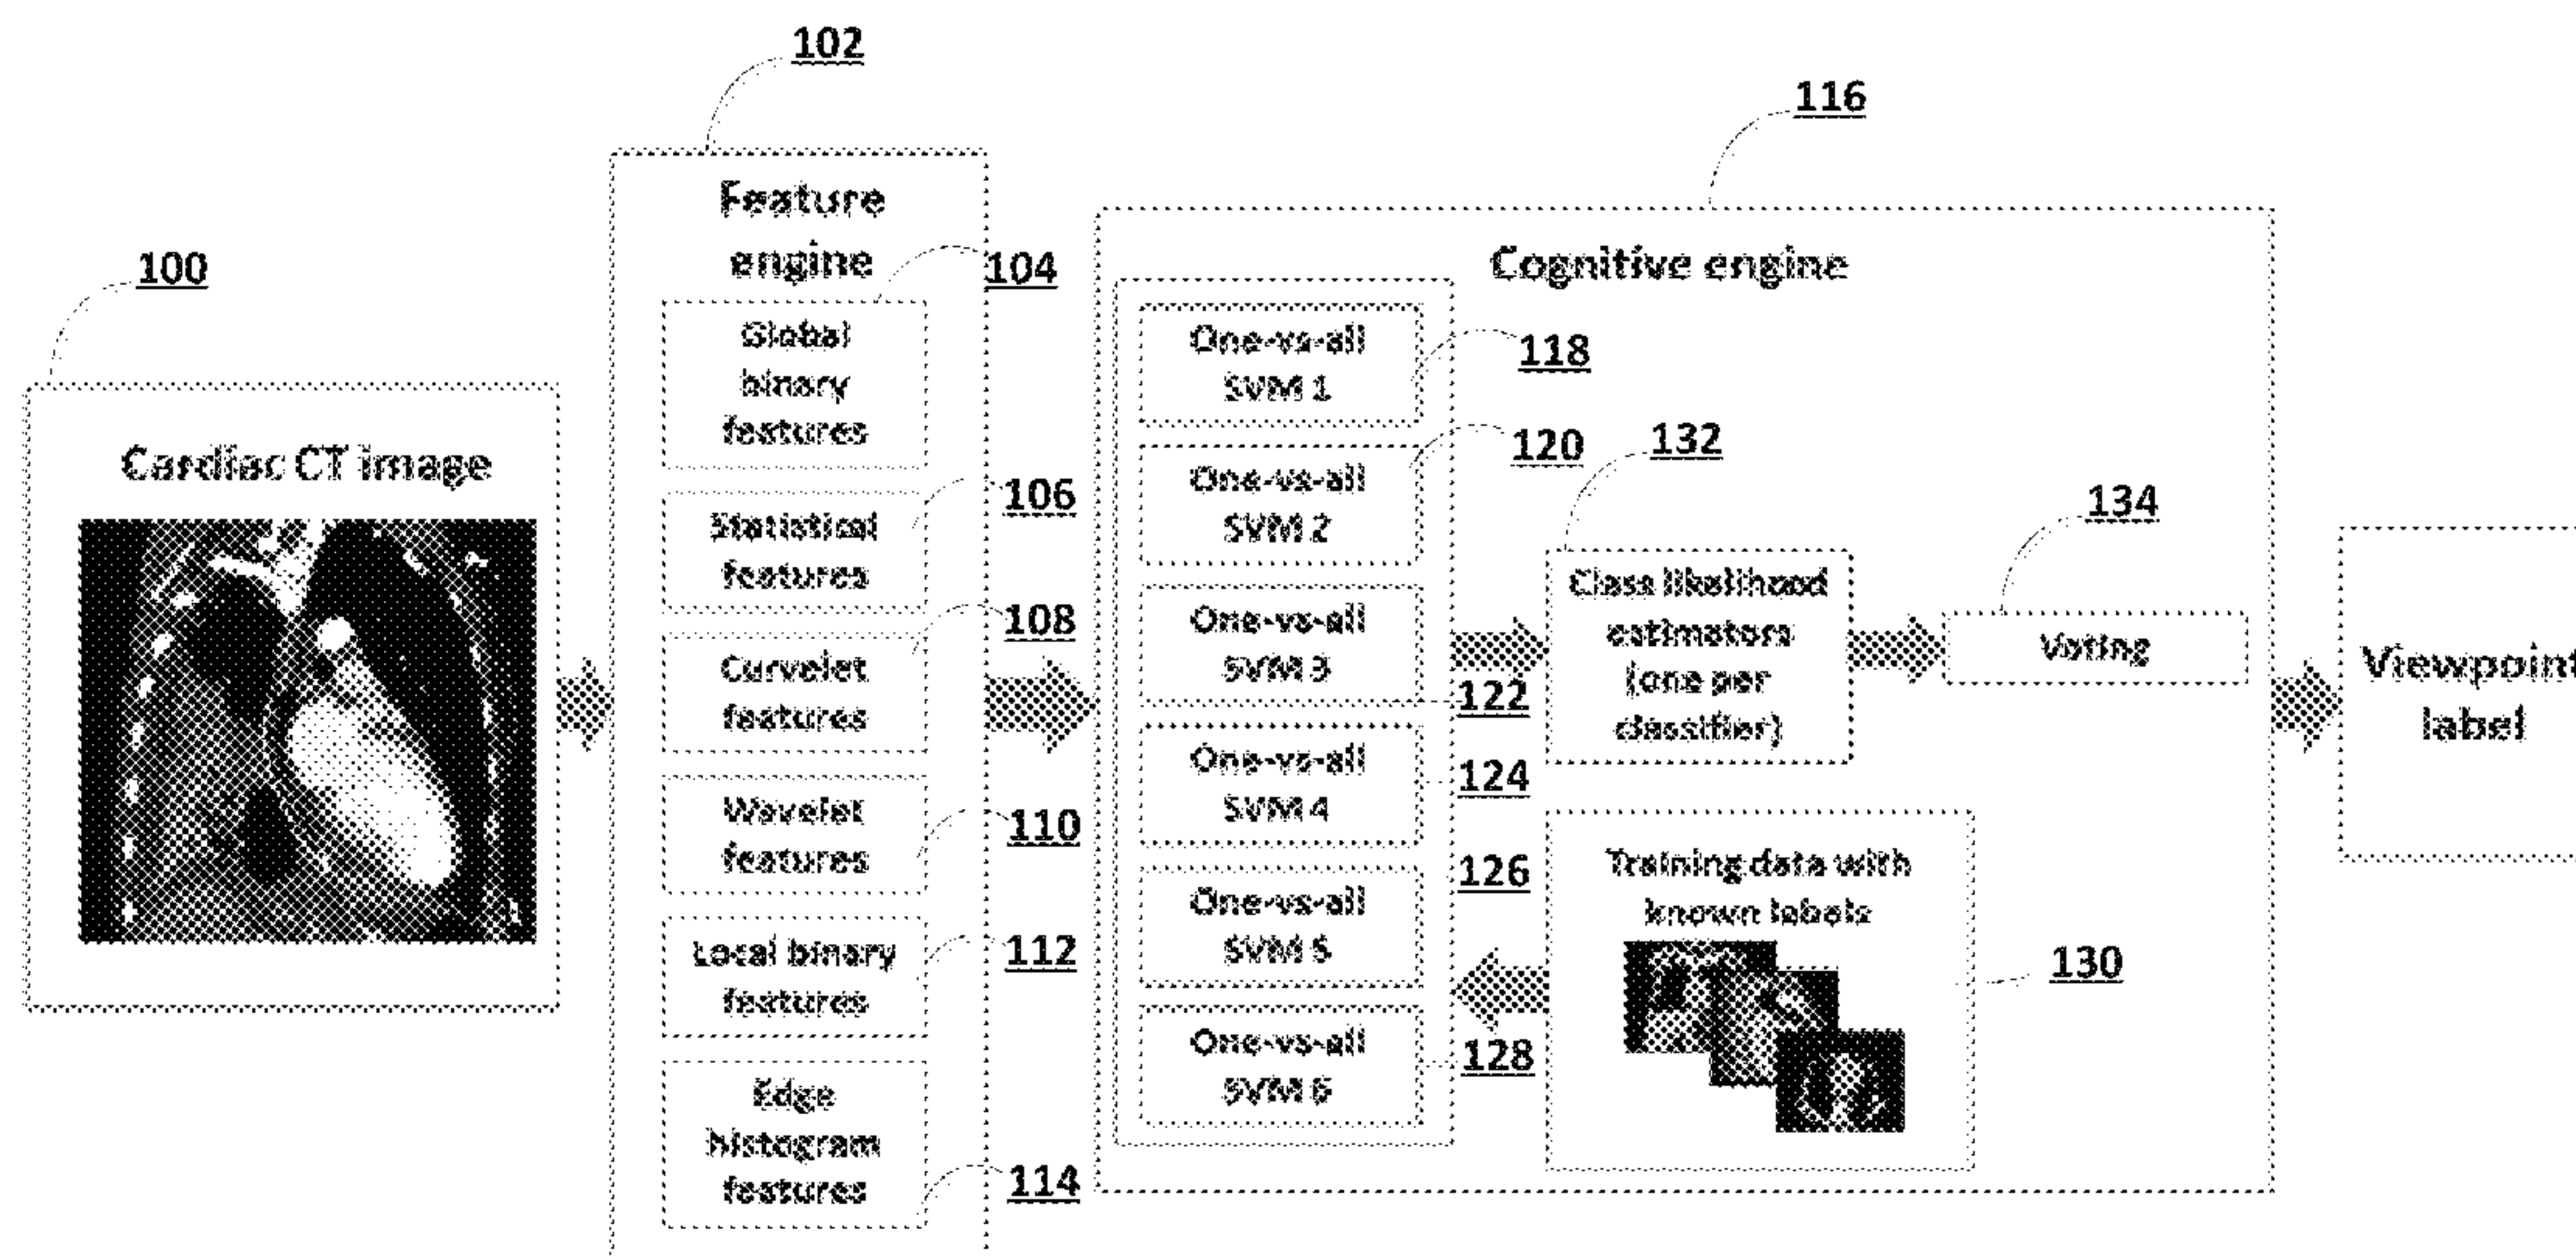 100
Cardiac CT image
102
Feature
engine
104
Global
binary
features
106
Statistical
features
108
Curvelet
features
110
Wavelet
features
112
Local binary
features
114
Edge
histogram
features
116
Cognitive engine
118
One-vs-all
SVM 1
120
One-vs-all
SVM 2
122
One-vs-all
SVM 3
124
One-vs-all
SVM 4
126
One-vs-all
SVM 5
128
One-vs-all
SVM 6
132
Class likelihood
estimators
(one per
classifier)
134
Voting
130
Training data with
known labels
Viewpoint
label